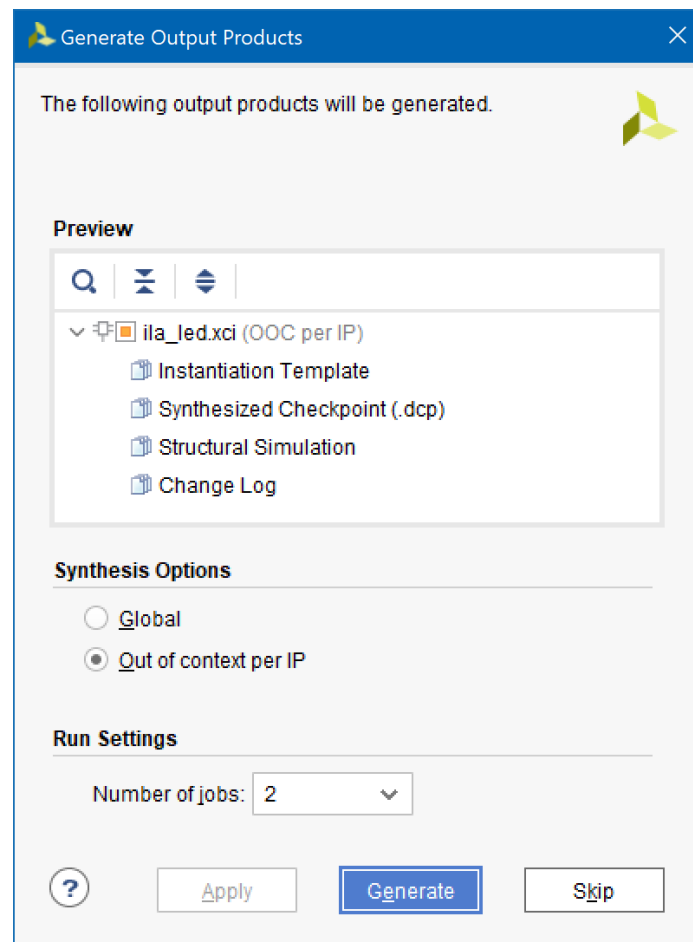 Generate Output Products
The following output products will be generated.
Preview
ila_led.xci (OOC per IP)
Instantiation Template
Synthesized Checkpoint (.dcp)
Structural Simulation
Change Log
Synthesis Options
Global
Out of context per IP
Run Settings
Number of jobs: 2
? Apply Generate Skip